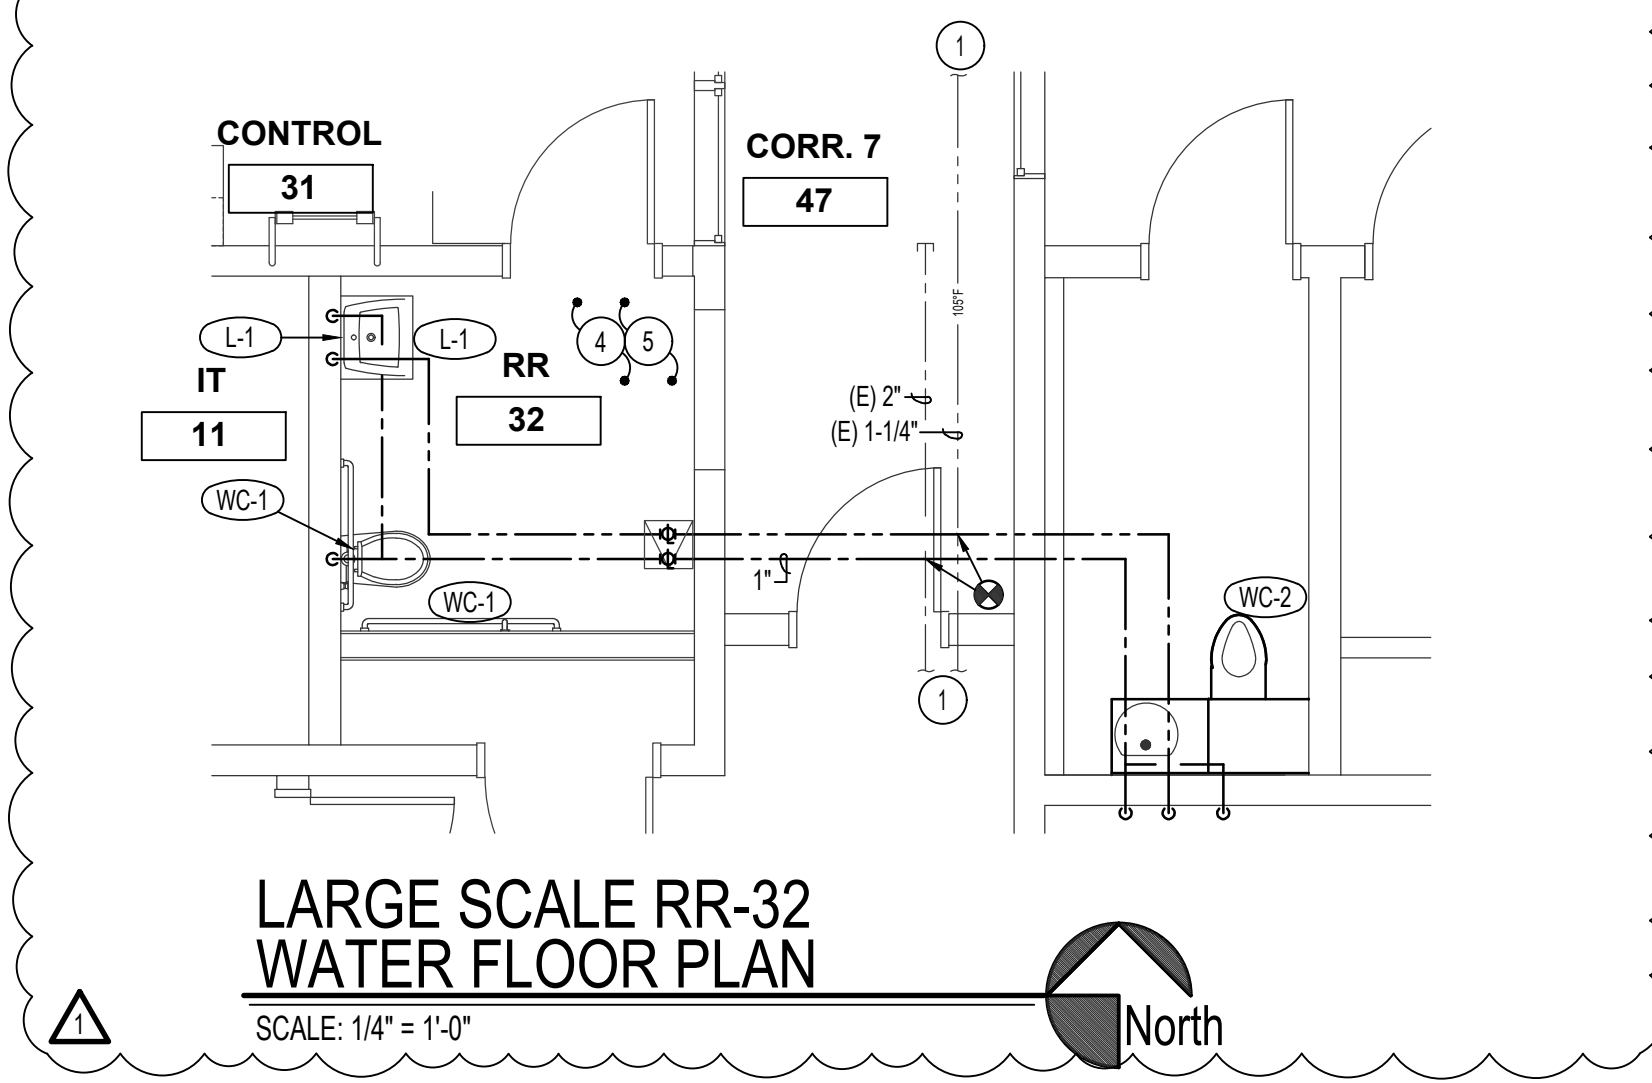 1
CONTROL
31
CORR. 7
47
105°F
L-1
L-1
4
5
IT
11
RR
32
(E) 2"
(E) 1-1/4"
WC-1
1"
WC-1
WC-2
1
LARGE SCALE RR-32
WATER FLOOR PLAN
SCALE: 1/4" = 1'-0"
North
1